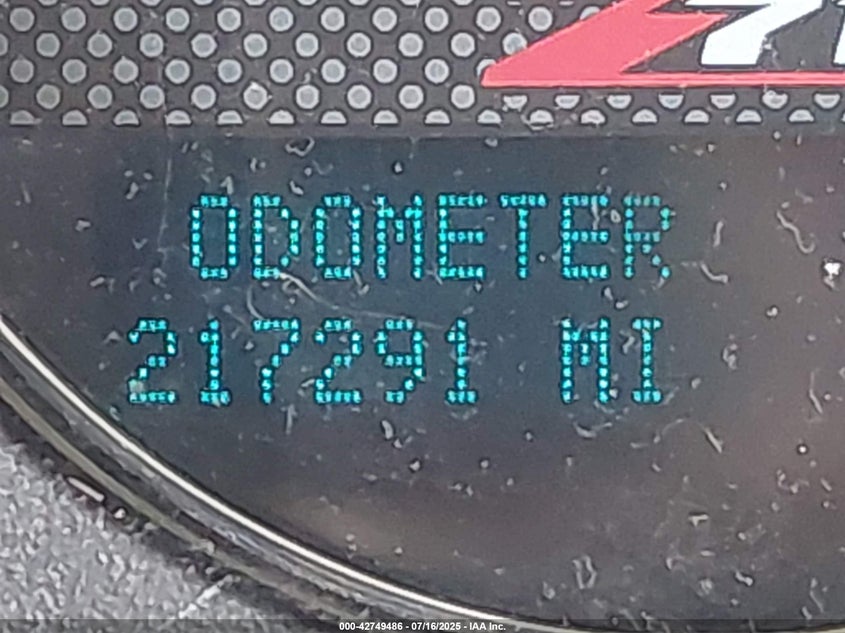 ODOMETER
217291 MI
000-42749486 - 07/16/2025 - IAA Inc.